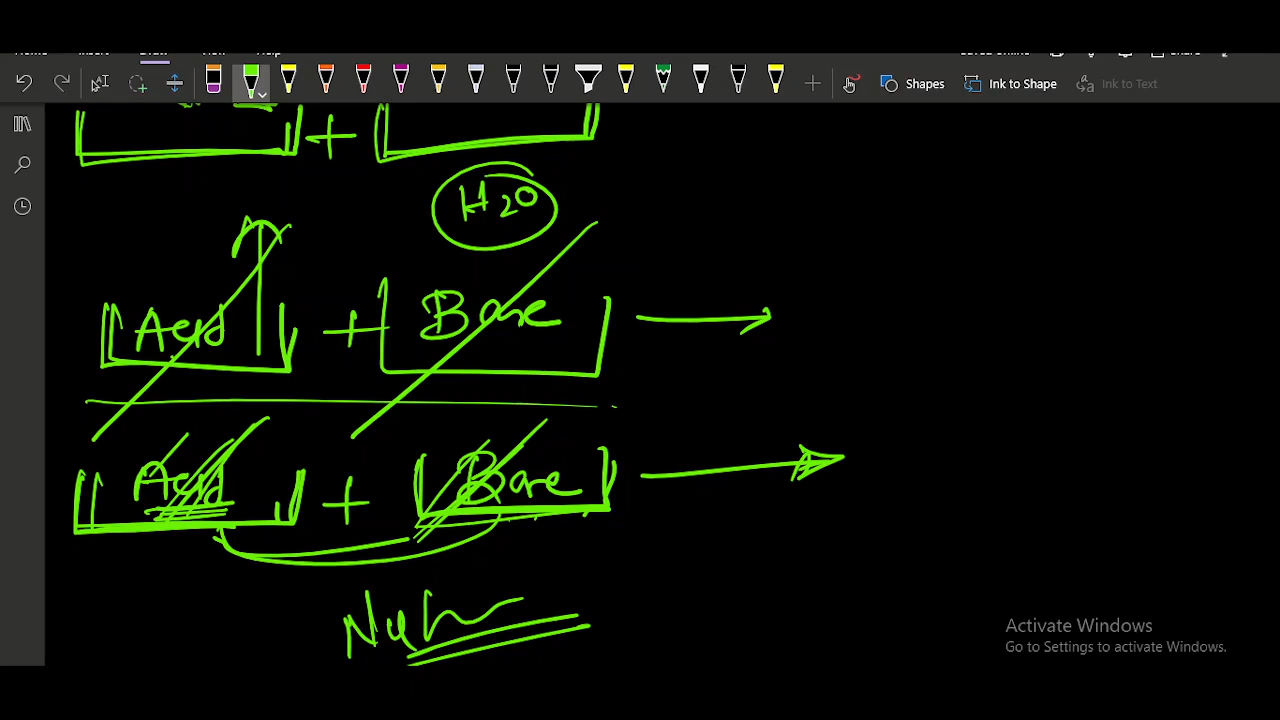 Shapes Ink to Shape Ink to Text
+
H2O
Acid + Base
Acid + Base
Activate Windows
Go to Settings to activate Windows.